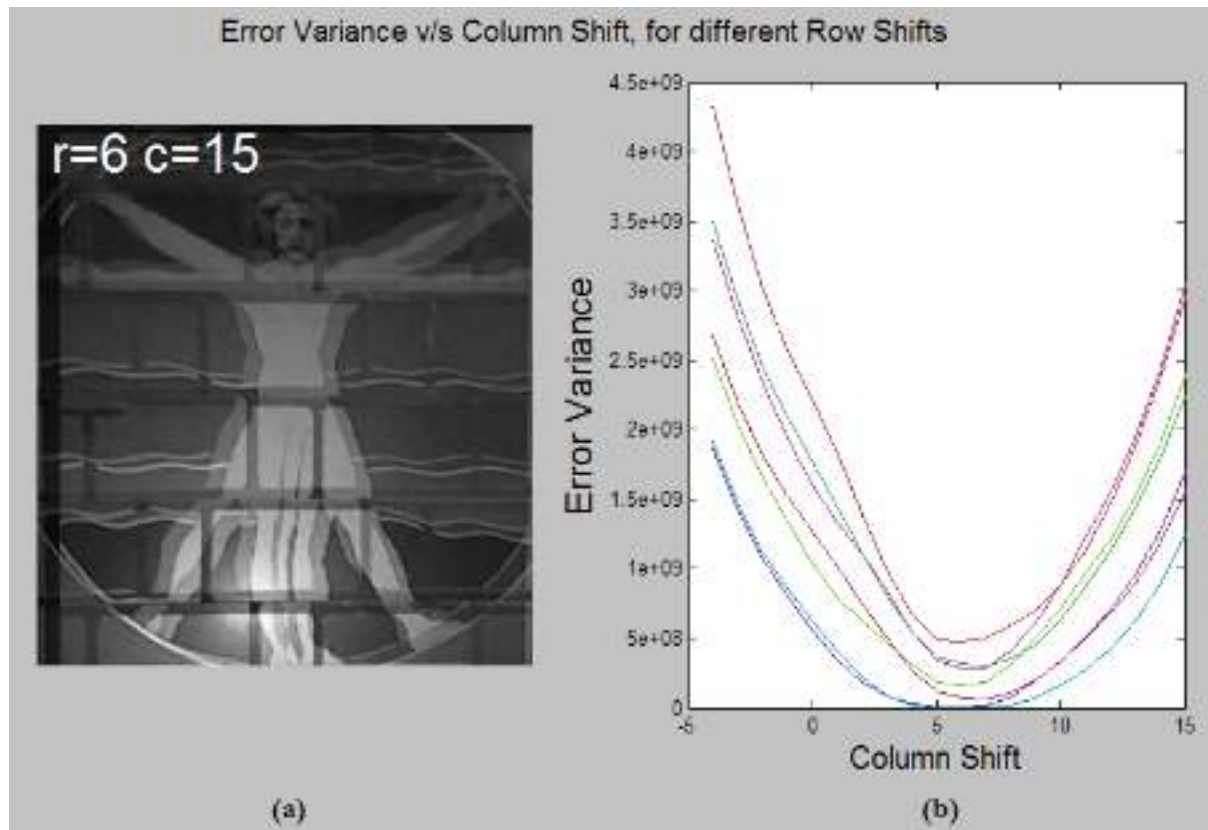 Error Variance v/s Column Shift, for different Row Shifts
r=6 c=15
Error Variance
4.5e+09
4e+09
3.5e+09
3e+09
2.5e+09
2e+09
1.5e+09
1e+09
5e+08
0
-5 0 5 10 15
Column Shift
(a) (b)